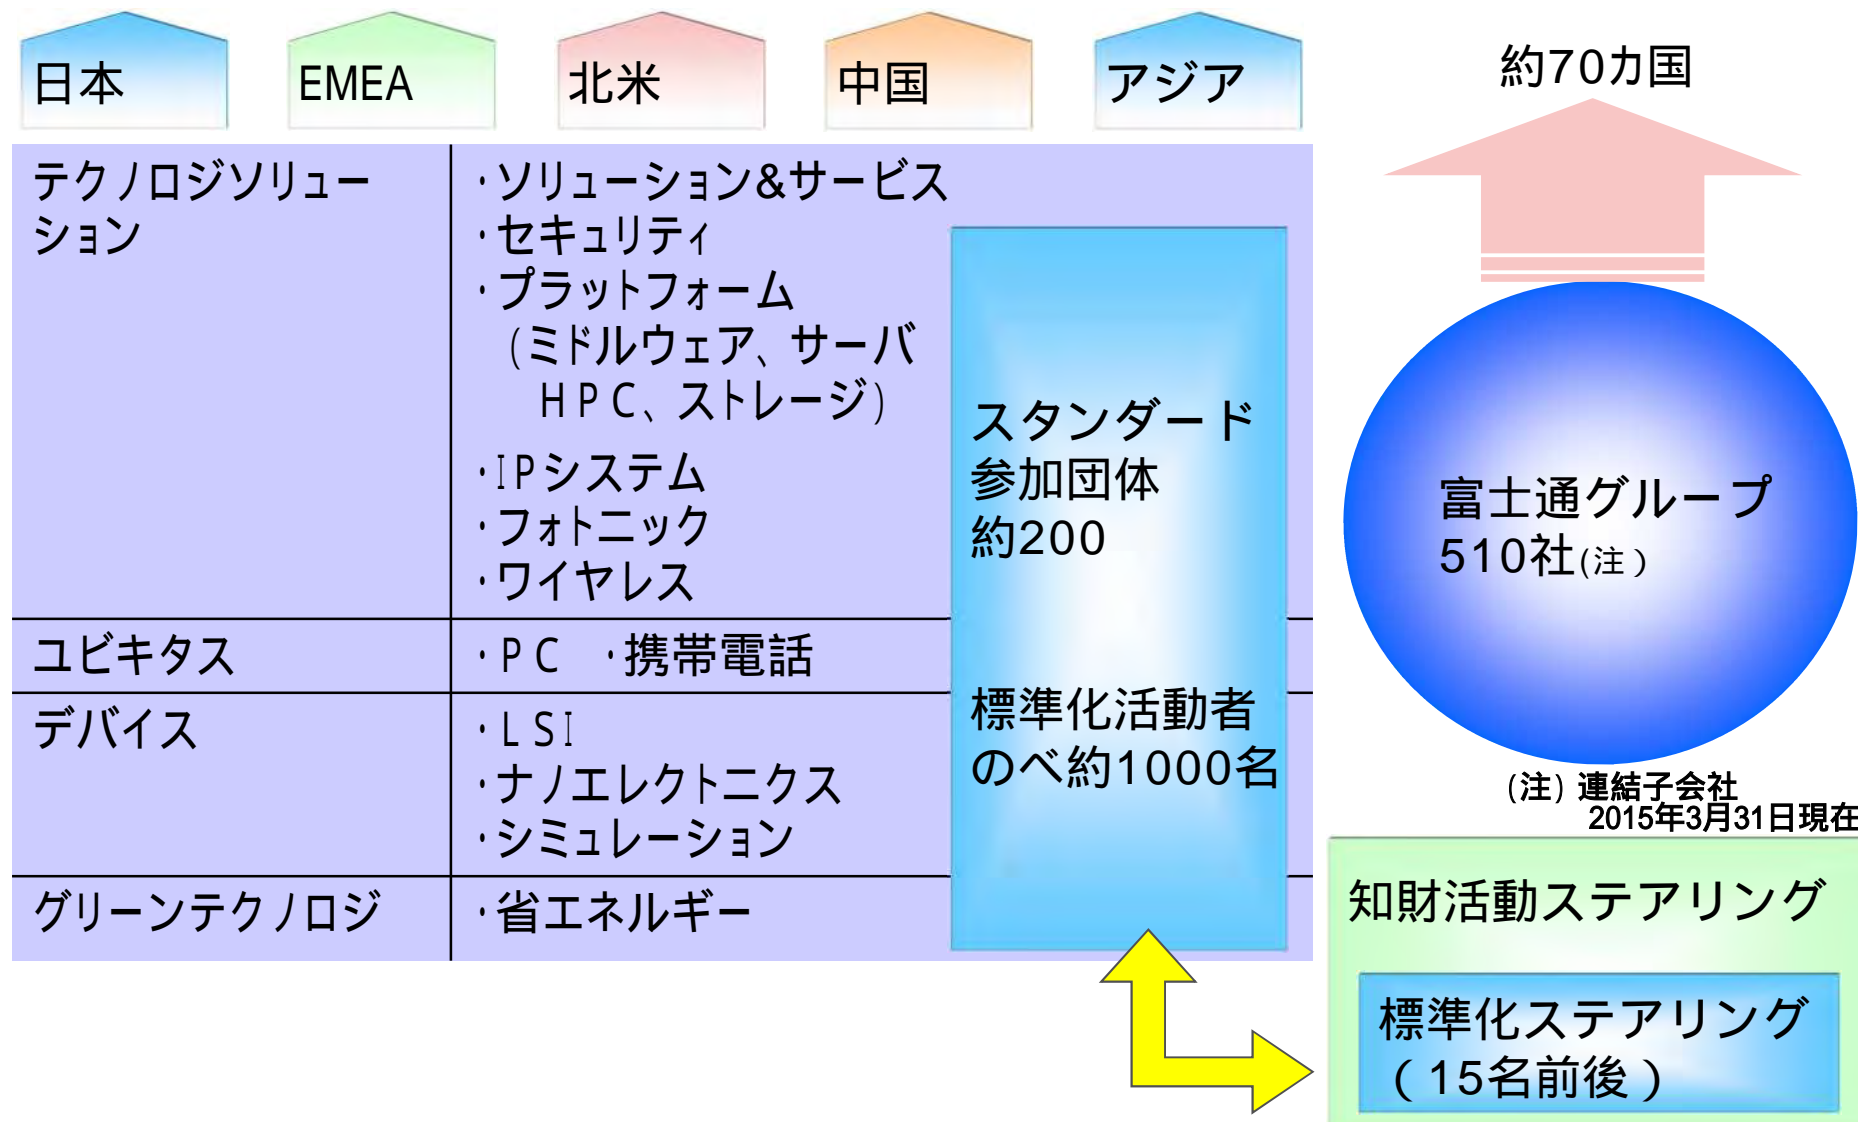 日本
EMEA
北米
中国
アジア
テクノロジソリュー
ション
・ソリューション&サービス
・セキュリティ
・プラットフォーム
(ミドルウェア、サーバ
HPC、ストレージ)
・IPシステム
・フォトニック
・ワイヤレス
ユビキタス
・PC ・携帯電話
デバイス
・LSI
・ナノエレクトニクス
・シミュレーション
グリーンテクノロジ
・省エネルギー
スタンダード
参加団体
約200
標準化活動者
のべ約1000名
約70カ国
富士通グループ
510社(注)
(注) 連結子会社
2015年3月31日現在
知財活動ステアリング
標準化ステアリング
(15名前後)